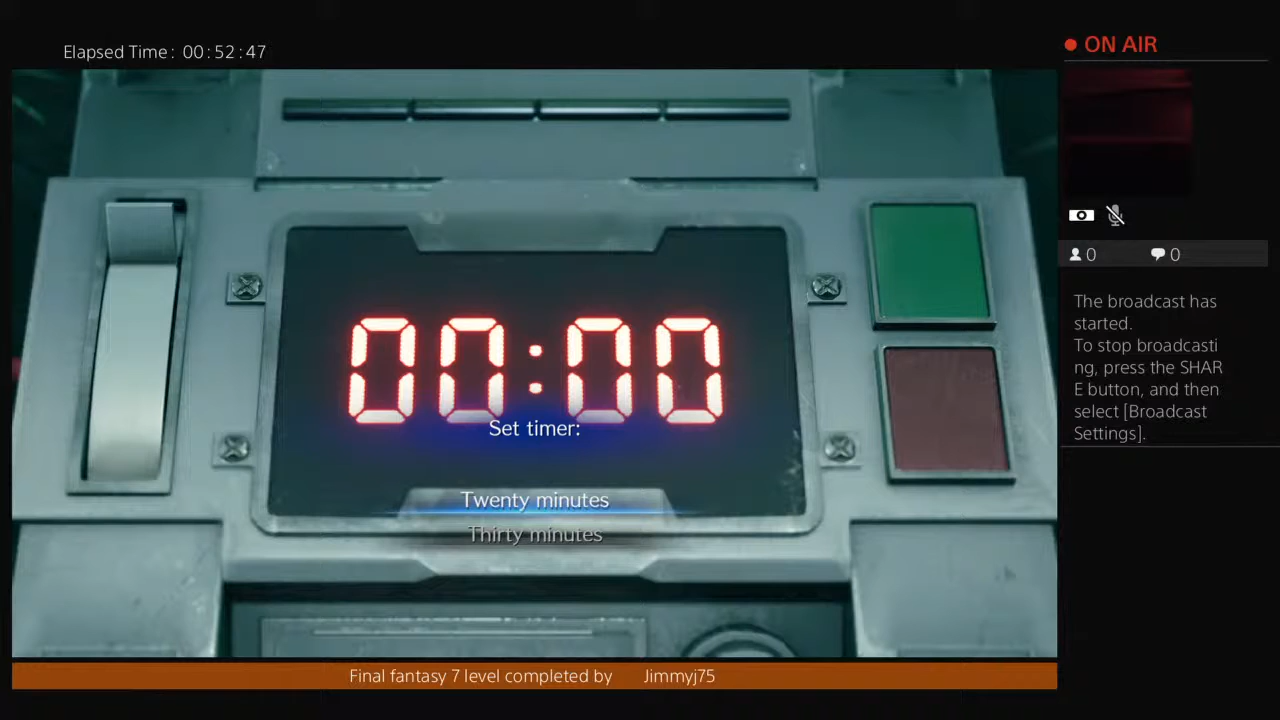 Elapsed Time: 00:52:47
ON AIR
00:00
Set timer:
Twenty minutes
Thirty minutes
0 0
The broadcast has
started.
To stop broadcasti
ng, press the SHAR
E button, and then
select [Broadcast
Settings].
Final fantasy 7 level completed by Jimmyj75